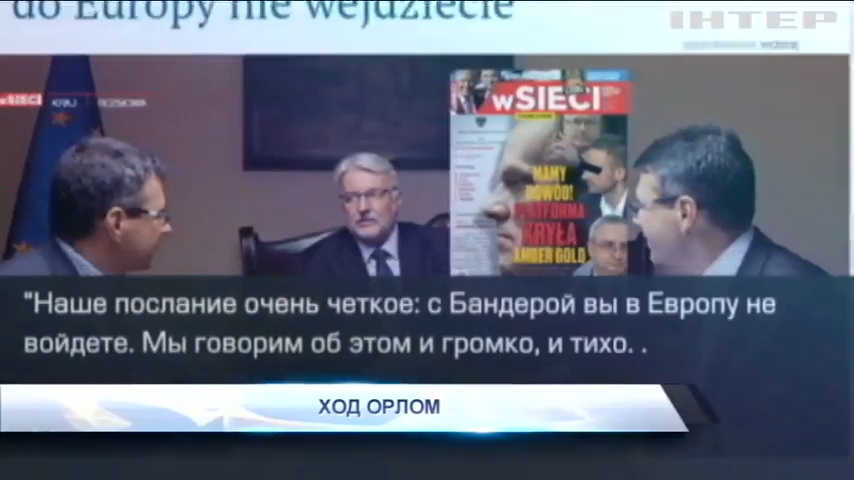 do Europy nie wejdziecie
ІНТЕР
wSIECI
KRAJ
wSIECI
MAMY
DOWÓD!
PLATFORMA
KRYŁA
AMBER GOLD
“Наше послание очень четкое: с Бандерой вы в Европу не
войдете. Мы говорим об этом и громко, и тихо. .
ХОД ОРЛОМ